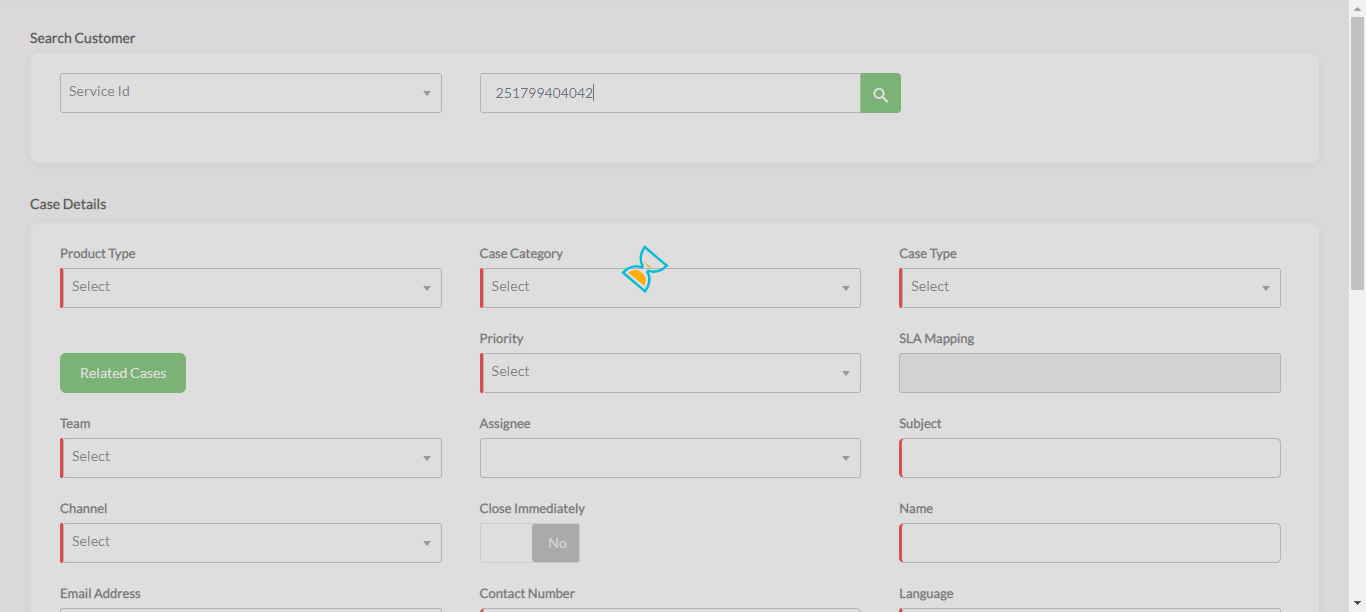 Search Customer
Service Id
251799404042
Case Details
Product Type
Case Category
Case Type
Select
Select
Select
Priority
SLA Mapping
Related Cases
Select
Team
Assignee
Subject
Select
Channel
Close Immediately
Name
Select
No
Email Address
Contact Number
Language